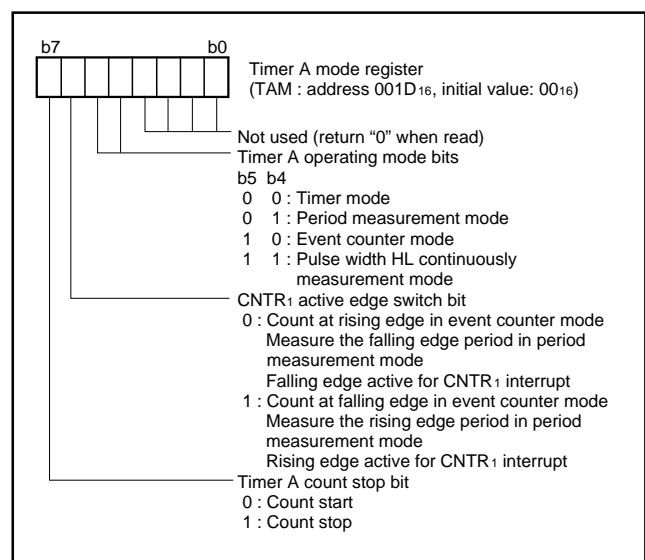 b7 b0
Timer A mode register
(TAM : address 001D16, initial value: 0016)
Not used (return “0” when read)
Timer A operating mode bits
b5 b4
0 0 : Timer mode
0 1 : Period measurement mode
1 0 : Event counter mode
1 1 : Pulse width HL continuously
measurement mode
CNTR1 active edge switch bit
0 : Count at rising edge in event counter mode
Measure the falling edge period in period
measurement mode
Falling edge active for CNTR1 interrupt
1 : Count at falling edge in event counter mode
Measure the rising edge period in period
measurement mode
Rising edge active for CNTR1 interrupt
Timer A count stop bit
0 : Count start
1 : Count stop